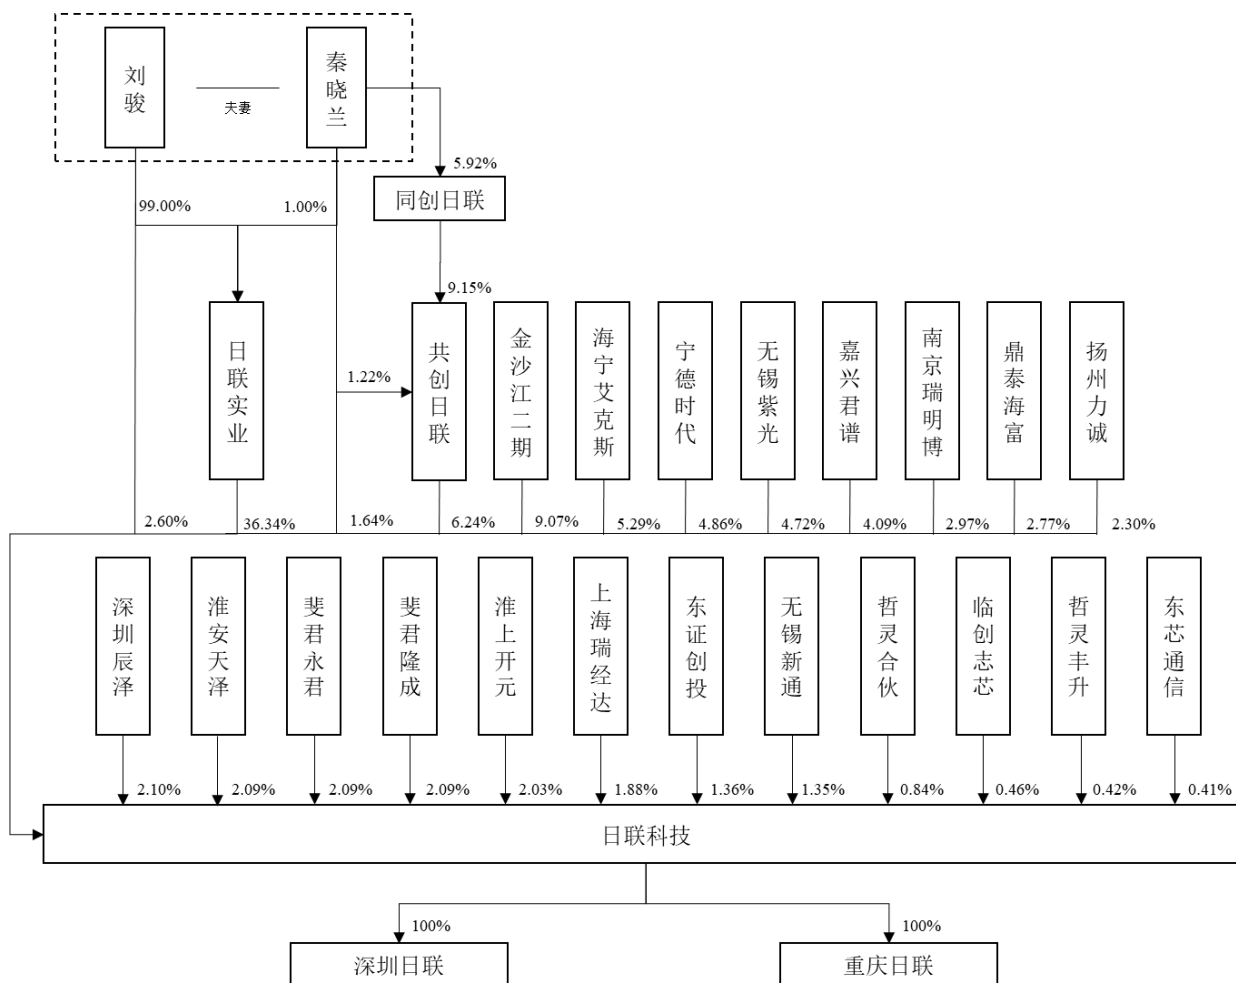 刘骏
夫妻
秦晓兰
5.92%
同创日联
99.00%
1.00%
9.15%
日联实业
1.22%
共创日联
金沙江二期
海宁艾克斯
宁德时代
无锡紫光
嘉兴君谱
南京瑞明博
鼎泰海富
扬州力诚
2.60%
36.34%
1.64%
6.24%
9.07%
5.29%
4.86%
4.72%
4.09%
2.97%
2.77%
2.30%
深圳辰泽
淮安天泽
斐君永君
斐君隆成
淮上开元
上海瑞经达
东证创投
无锡新通
哲灵合伙
临创志芯
哲灵丰升
东芯通信
2.10%
2.09%
2.09%
2.09%
2.03%
1.88%
1.36%
1.35%
0.84%
0.46%
0.42%
0.41%
日联科技
100%
100%
深圳日联
重庆日联